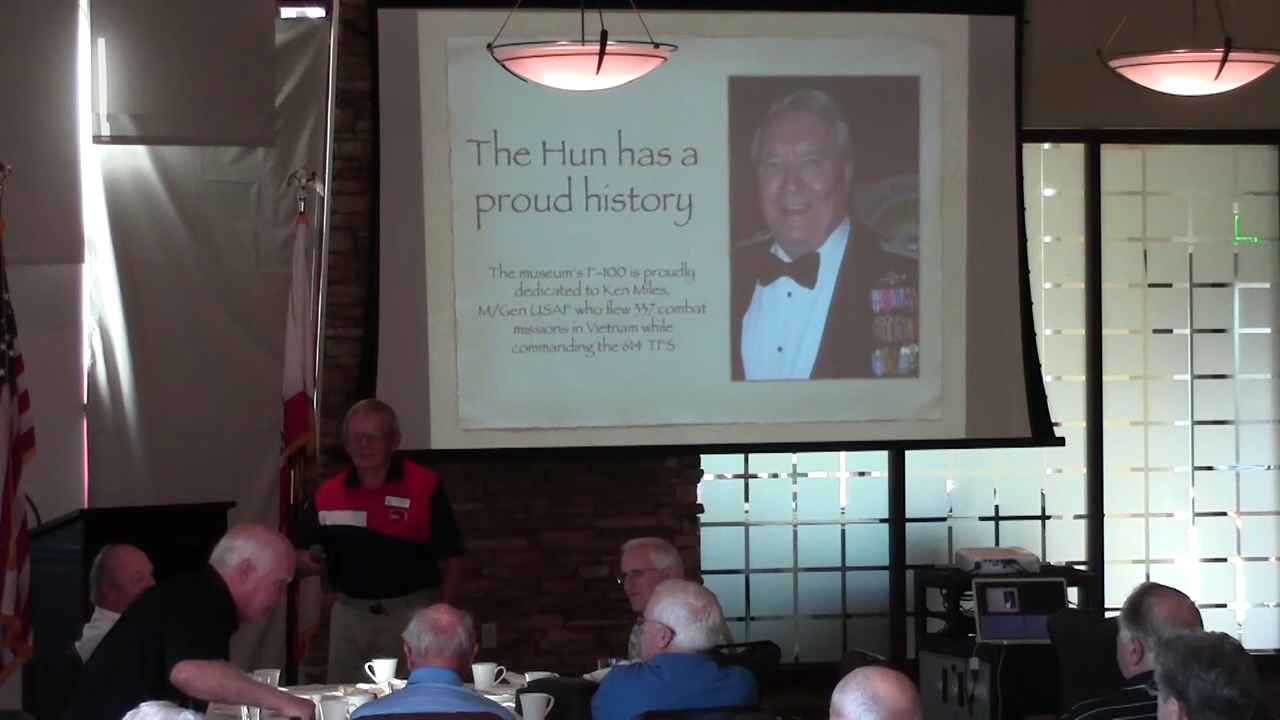 The Hun has a
proud history
The museum's F-100 is proudly
dedicated to Ken Miles,
M/Gen USAF who flew 337 combat
missions in Vietnam while
commanding the 614 TFS